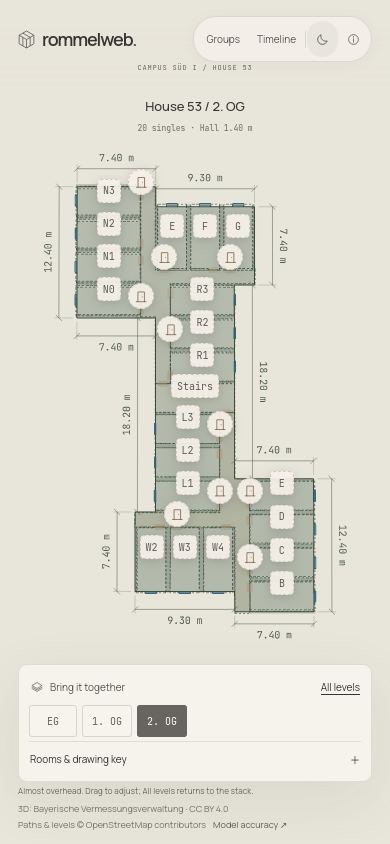 rommelweb.
Groups Timeline
CAMPUS SÜD I / HOUSE 53
House 53 / 2. OG
20 singles · Hall 1.40 m
7.40 m
9.30 m
N3
N2
E F G
7.40 m
12.40 m
N1
N0
R3
R2
7.40 m
R1
18.20 m
Stairs
18.20 m
L3
L2
7.40 m
L1
E
D
W2 W3 W4
C
7.40 m
12.40 m
B
9.30 m
7.40 m
Bring it together All levels
EG 1. OG 2. OG
Rooms & drawing key +
Almost overhead. Drag to adjust; All levels returns to the stack.
3D: Bayerische Vermessungsverwaltung · CC BY 4.0
Paths & levels © OpenStreetMap contributors Model accuracy ↗